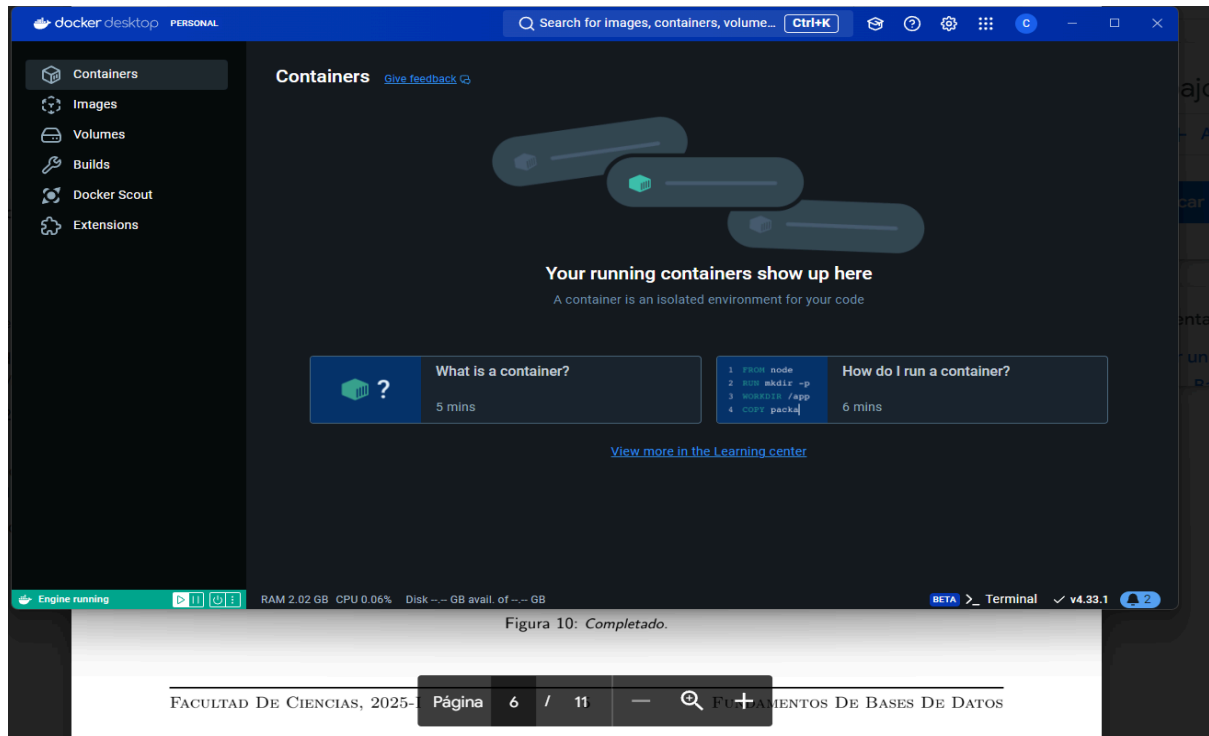 docker desktop PERSONAL
Search for images, containers, volume... Ctrl+K
C
Containers
Images
Volumes
Builds
Docker Scout
Extensions
Containers Give feedback
Your running containers show up here
A container is an isolated environment for your code
?
What is a container?
5 mins
1 FROM node
2 RUN mkdir -p
3 WORKDIR /app
4 COPY packa
How do I run a container?
6 mins
View more in the Learning center
Engine running
RAM 2.02 GB CPU 0.06% Disk --.-- GB avail. of --.-- GB
BETA >_ Terminal v4.33.1 2
Figura 10: Completado.
FACULTAD DE CIENCIAS, 2025-I
Página 6 / 11
DE BASES DE DATOS